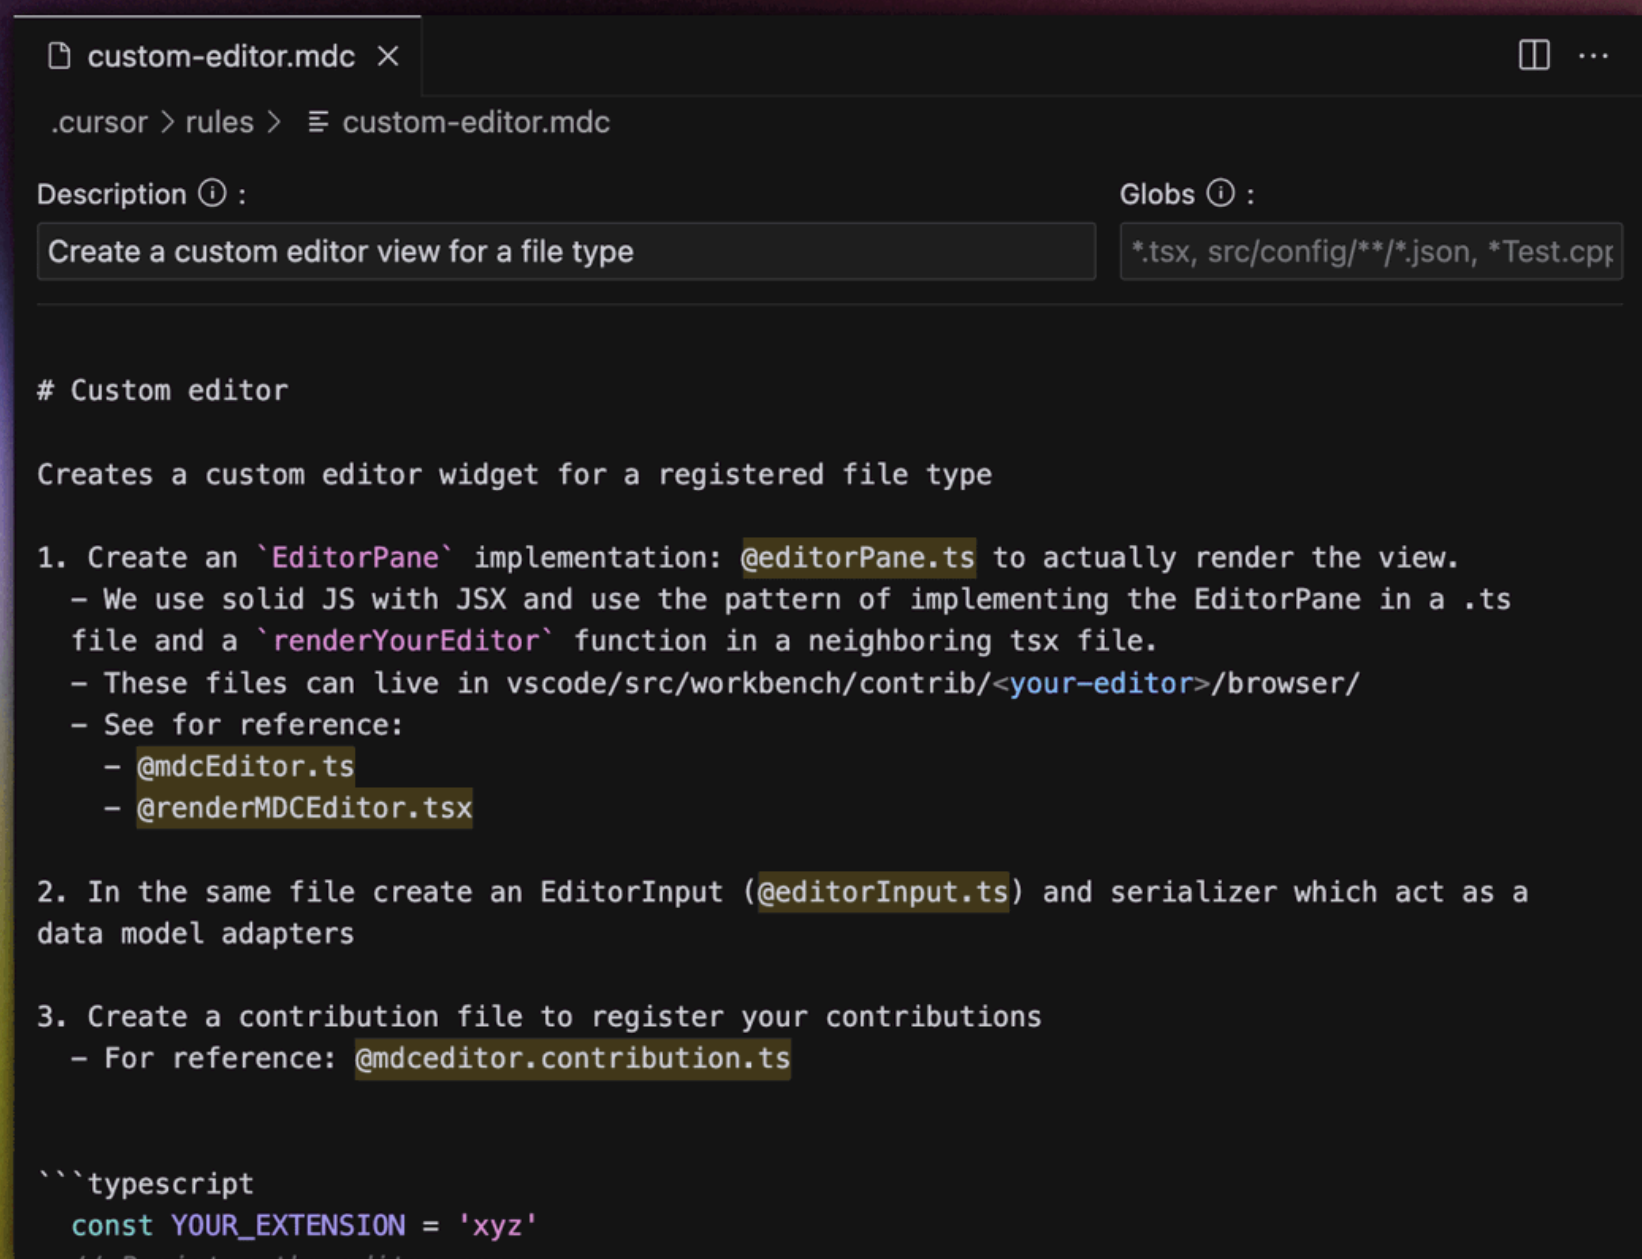 custom-editor.mdc
.cursor > rules > custom-editor.mdc
Description :
Globs :
Create a custom editor view for a file type
*.tsx, src/config/**/*.json, *Test.cpp
# Custom editor
Creates a custom editor widget for a registered file type
1. Create an `EditorPane` implementation: @editorPane.ts to actually render the view.
– We use solid JS with JSX and use the pattern of implementing the EditorPane in a .ts
file and a `renderYourEditor` function in a neighboring tsx file.
– These files can live in vscode/src/workbench/contrib/<your-editor>/browser/
– See for reference:
– @mdcEditor.ts
– @renderMDCEditor.tsx
2. In the same file create an EditorInput (@editorInput.ts) and serializer which act as a
data model adapters
3. Create a contribution file to register your contributions
– For reference: @mdceditor.contribution.ts
```typescript
const YOUR_EXTENSION = 'xyz'